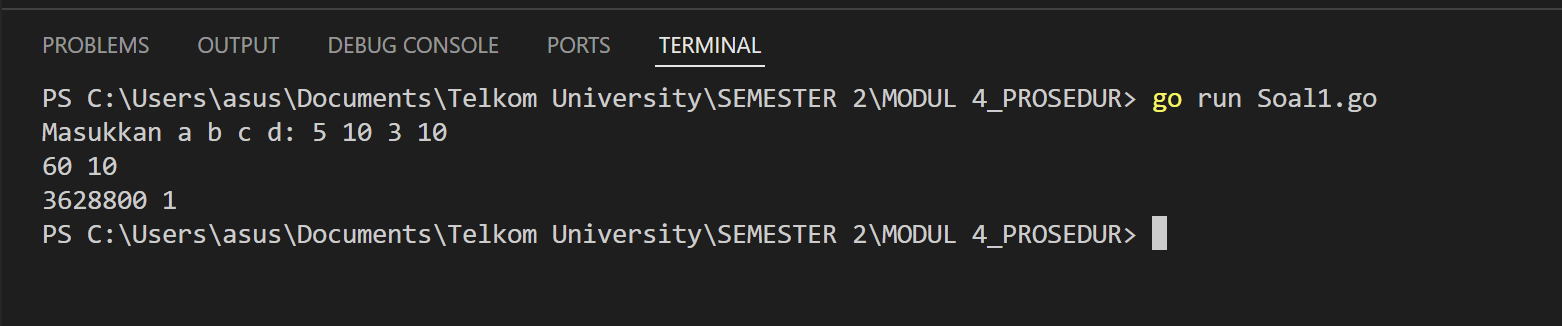 PROBLEMS OUTPUT DEBUG CONSOLE PORTS TERMINAL
PS C:\Users\asus\Documents\Telkom University\SEMESTER 2\MODUL 4_PROSEDUR> go run Soal1.go
Masukkan a b c d: 5 10 3 10
60 10
3628800 1
PS C:\Users\asus\Documents\Telkom University\SEMESTER 2\MODUL 4_PROSEDUR>